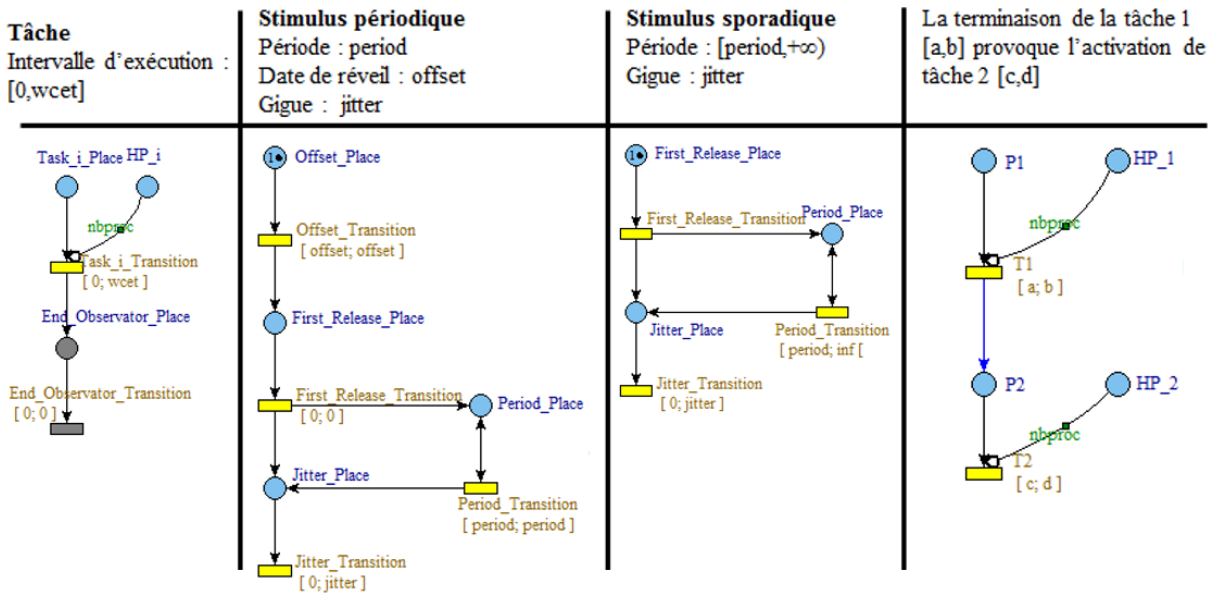 Tâche
Intervalle d'exécution :
[0,wcet]
Stimulus périodique
Période : period
Date de réveil : offset
Gigue : jitter
Stimulus sporadique
Période : [period,+∞)
Gigue : jitter
La terminaison de la tâche 1
[a,b] provoque l'activation de
tâche 2 [c,d]
Task_i_Place HP_i
nbproc
Task_i_Transition
[ 0; wcet ]
End_Observator_Place
End_Observator_Transition
[ 0; 0 ]
1
Offset_Place
Offset_Transition
[ offset; offset ]
First_Release_Place
First_Release_Transition
[ 0; 0 ]
Period_Place
Jitter_Place
Period_Transition
[ period; period ]
Jitter_Transition
[ 0; jitter ]
1
First_Release_Place
First_Release_Transition
Period_Place
Jitter_Place
Period_Transition
[ period; inf [
Jitter_Transition
[ 0; jitter ]
P1
HP_1
nbproc
T1
[ a; b ]
P2
HP_2
nbproc
T2
[ c; d ]